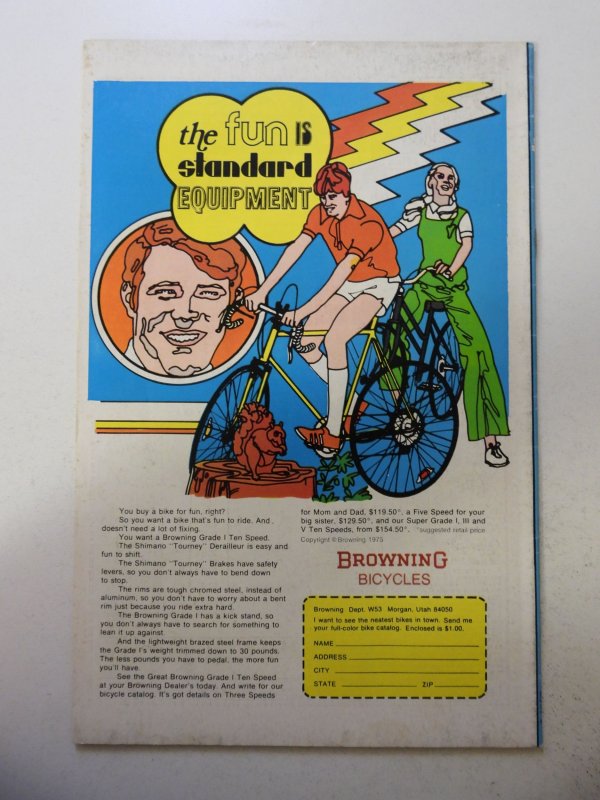 the fun IS
standard
EQUIPMENT
You buy a bike for fun, right?
So you want a bike that's fun to ride. And,
doesn't need a lot of fixing.
You want a Browning Grade I Ten Speed.
The Shimano "Tourney" Derailleur is easy and
fun to shift.
The Shimano "Tourney" Brakes have safety
levers, so you don't always have to bend down
to stop.
The rims are tough chromed steel, instead of
aluminum, so you don't have to worry about a bent
rim just because you ride extra hard.
The Browning Grade I has a kick stand, so
you don't always have to search for something to
lean it up against.
And the lightweight brazed steel frame keeps
the Grade I's weight trimmed down to 30 pounds.
The less pounds you have to pedal, the more fun
you'll have.
See the Great Browning Grade I Ten Speed
at your Browning Dealer's today. And write for our
bicycle catalog. It's got details on Three Speeds
for Mom and Dad, $119.50*, a Five Speed for your
big sister, $129.50*, and our Super Grade I, III and
V Ten Speeds, from $154.50*. *suggested retail price
Copyright © Browning 1975
BROWNING
BICYCLES
Browning Dept. W53 Morgan, Utah 84050
I want to see the neatest bikes in town. Send me
your full-color bike catalog. Enclosed is $1.00.
NAME
ADDRESS
CITY
STATE ZIP